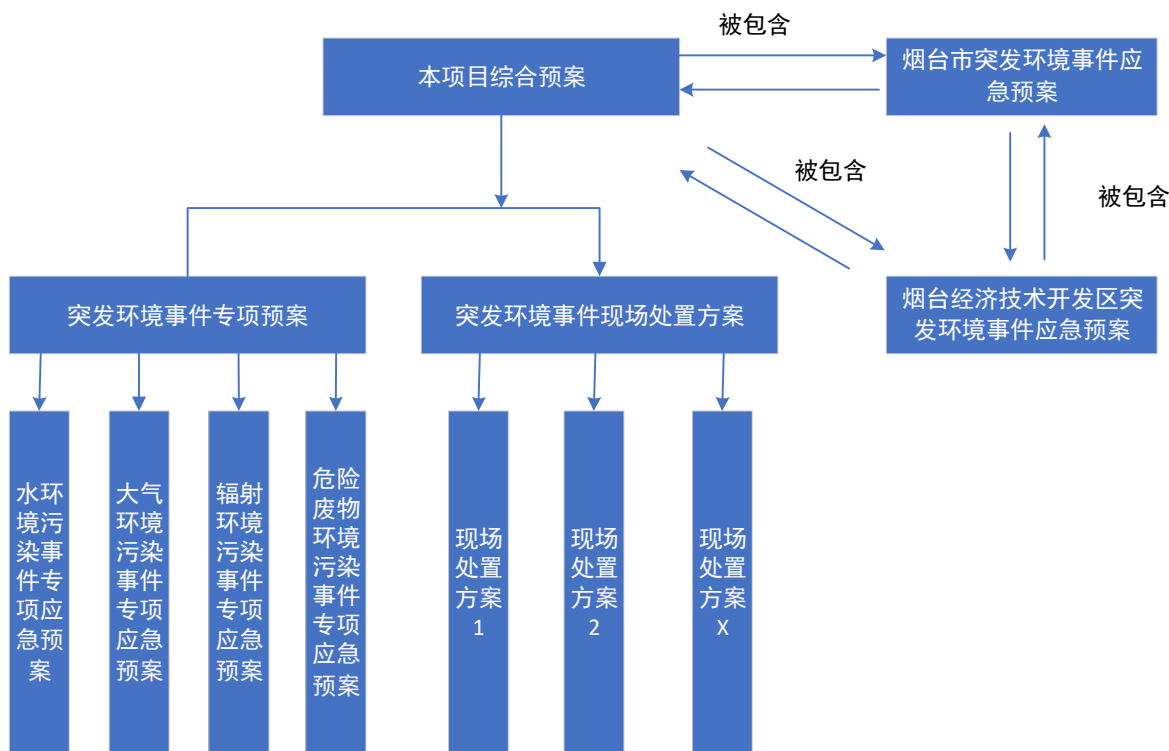 被包含
本项目综合预案
烟台市突发环境事件应
急预案
被包含
被包含
突发环境事件专项预案
突发环境事件现场处置方案
烟台经济技术开发区突
发环境事件应急预案
水环
境污
染事
件专
项应
急预
案
大气
环境
污染
事件
专项
应急
预案
辐射
环境
污染
事件
专项
应急
预案
危险
废物
环境
污染
事件
专项
应急
预案
现场
处置
方案
1
现场
处置
方案
2
现场
处置
方案
X